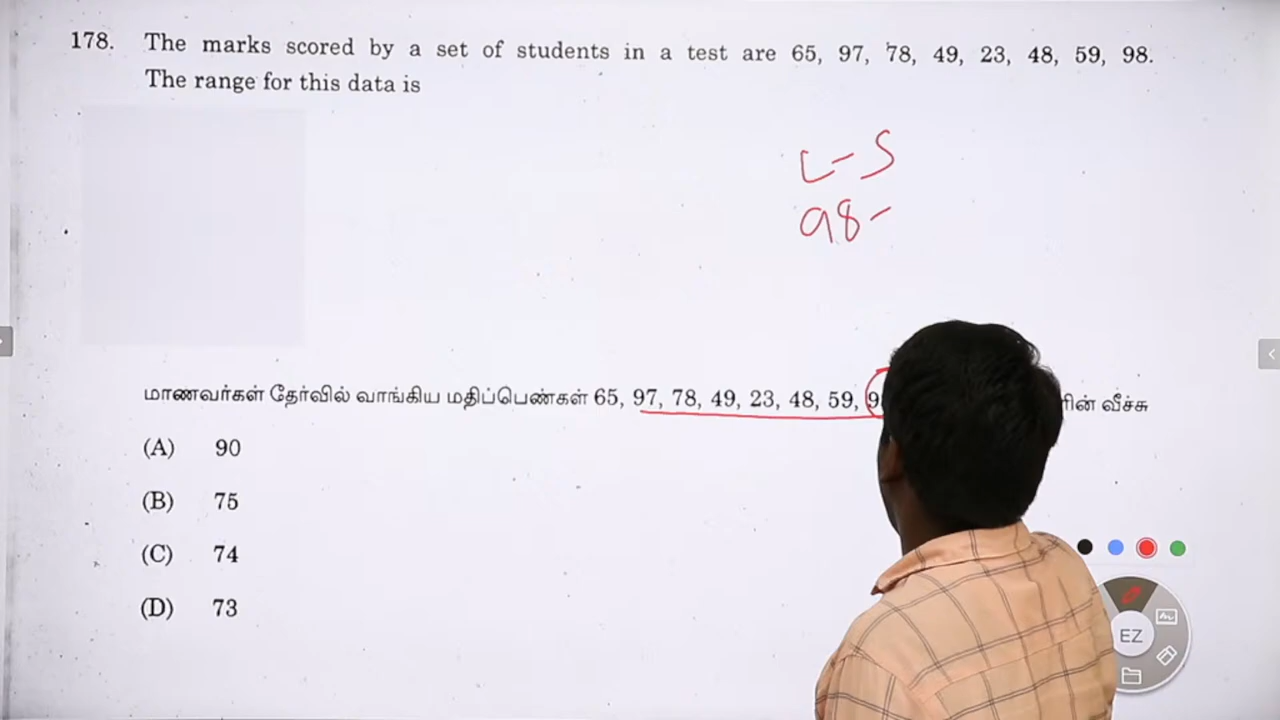 178. The marks scored by a set of students in a test are 65, 97, 78, 49, 23, 48, 59, 98.
The range for this data is
L - S
98 -
மாணவர்கள் தேர்வில் வாங்கிய மதிப்பெண்கள் 65, 97, 78, 49, 23, 48, 59, வீச்சு
(A) 90
(B) 75
(C) 74
(D) 73
EZ